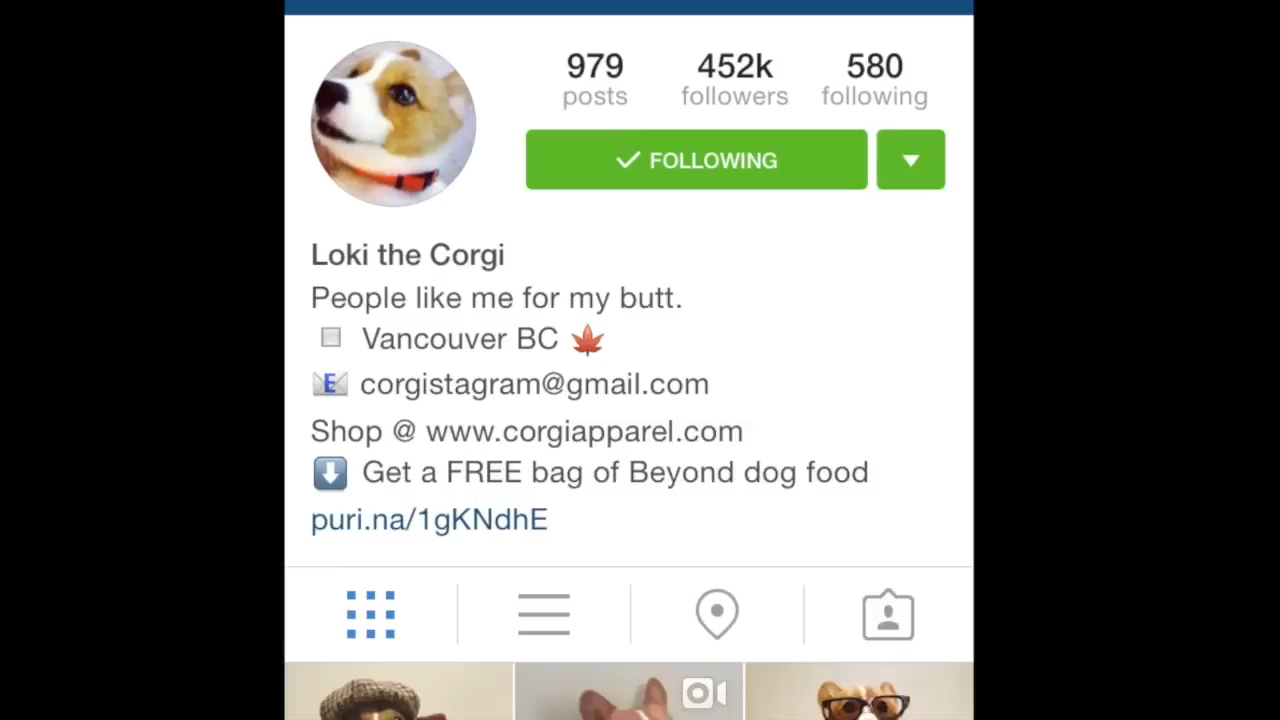 979 452k 580
posts followers following
FOLLOWING
Loki the Corgi
People like me for my butt.
Vancouver BC 🍁
📧 corgistagram@gmail.com
Shop @ www.corgiapparel.com
⬇️ Get a FREE bag of Beyond dog food
puri.na/1gKNdhE